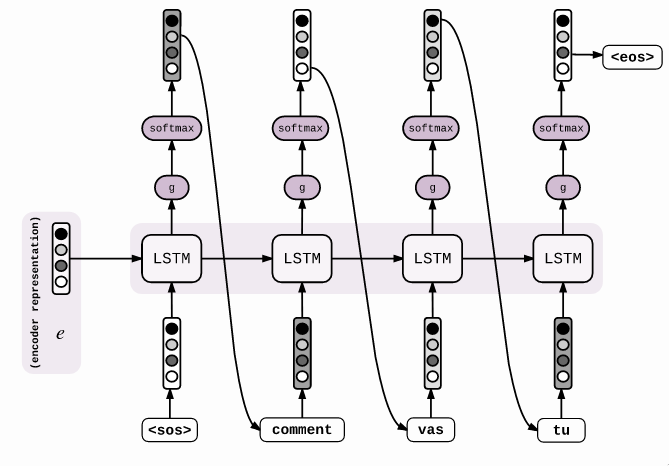 <eos>
softmax softmax softmax softmax
g g g g
LSTM LSTM LSTM LSTM
(encoder representation)
e
<sos> comment vas tu